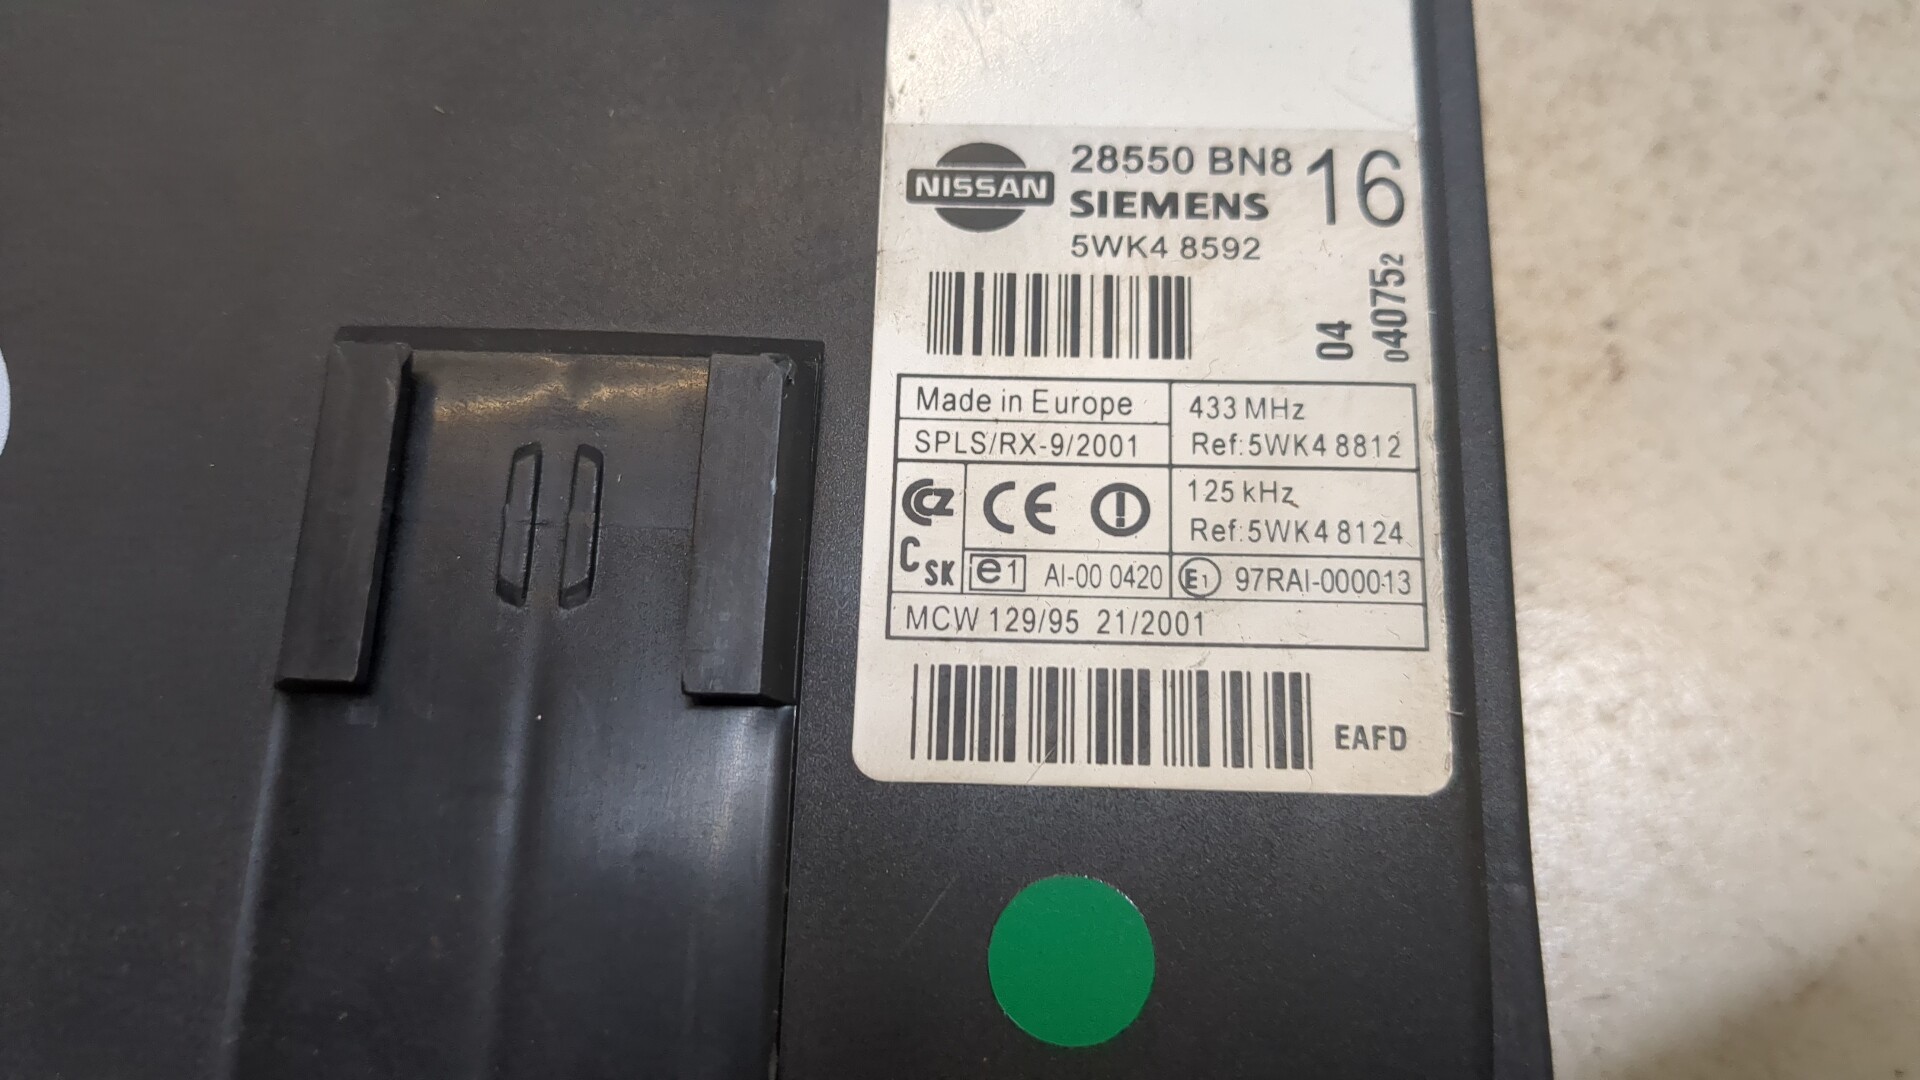 NISSAN
28550 BN8
16
SIEMENS
5WK4 8592
04
040752
Made in Europe
433 MHz
Ref:5WK4 8812
SPLS/RX-9/2001
125 kHz
Ref:5WK4 8124
CCZ
CE
CSK
e1
AI-00 0420
E1
97RAI-000013
MCW 129/95 21/2001
EAFD